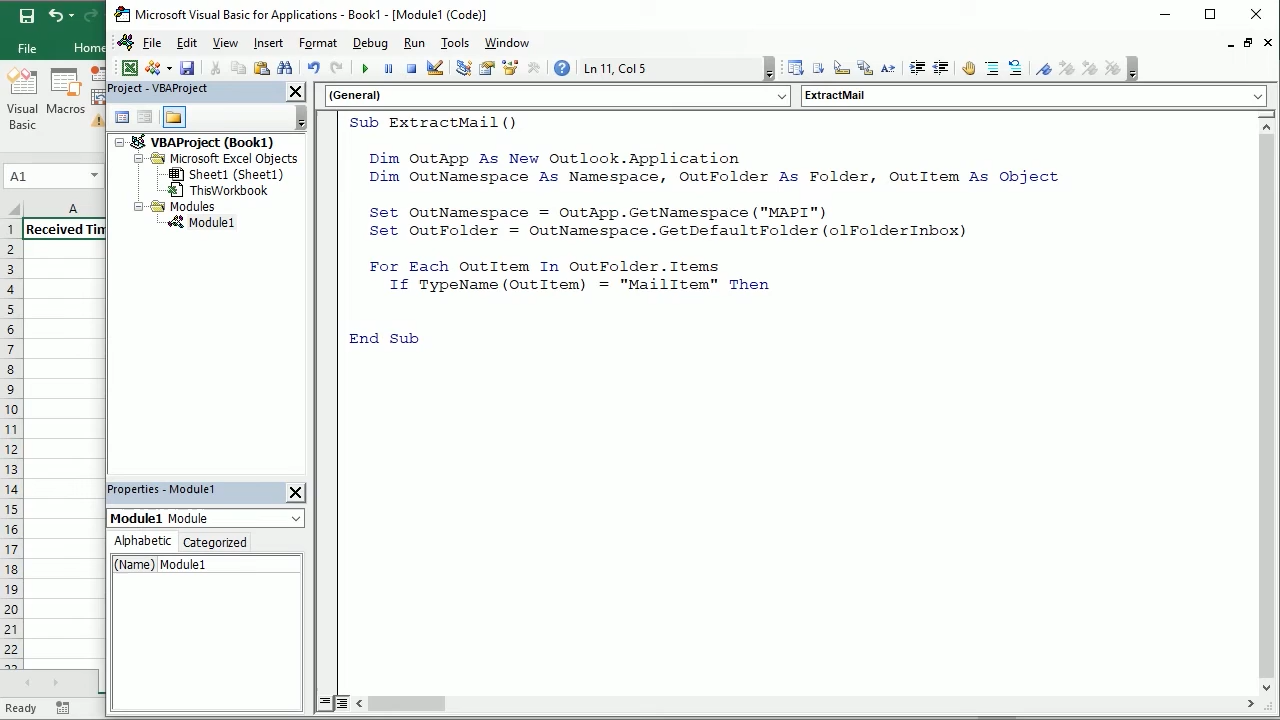 Microsoft Visual Basic for Applications - Book1 - [Module1 (Code)]
File
Home
File Edit View Insert Format Debug Run Tools Window
Visual
Basic
Macros
Ln 11, Col 5
Project - VBAProject
(General)
ExtractMail
VBAProject (Book1)
Microsoft Excel Objects
Sheet1 (Sheet1)
ThisWorkbook
Modules
Module1
A1
A
1 Received Tim
2
3
4
5
6
7
8
9
10
11
12
13
14
15
16
17
18
19
20
21
22
23
Sub ExtractMail()
Dim OutApp As New Outlook.Application
Dim OutNamespace As Namespace, OutFolder As Folder, OutItem As Object
Set OutNamespace = OutApp.GetNamespace("MAPI")
Set OutFolder = OutNamespace.GetDefaultFolder(olFolderInbox)
For Each OutItem In OutFolder.Items
If TypeName(OutItem) = "MailItem" Then
End Sub
Properties - Module1
Module1 Module
Alphabetic Categorized
(Name) Module1
Ready